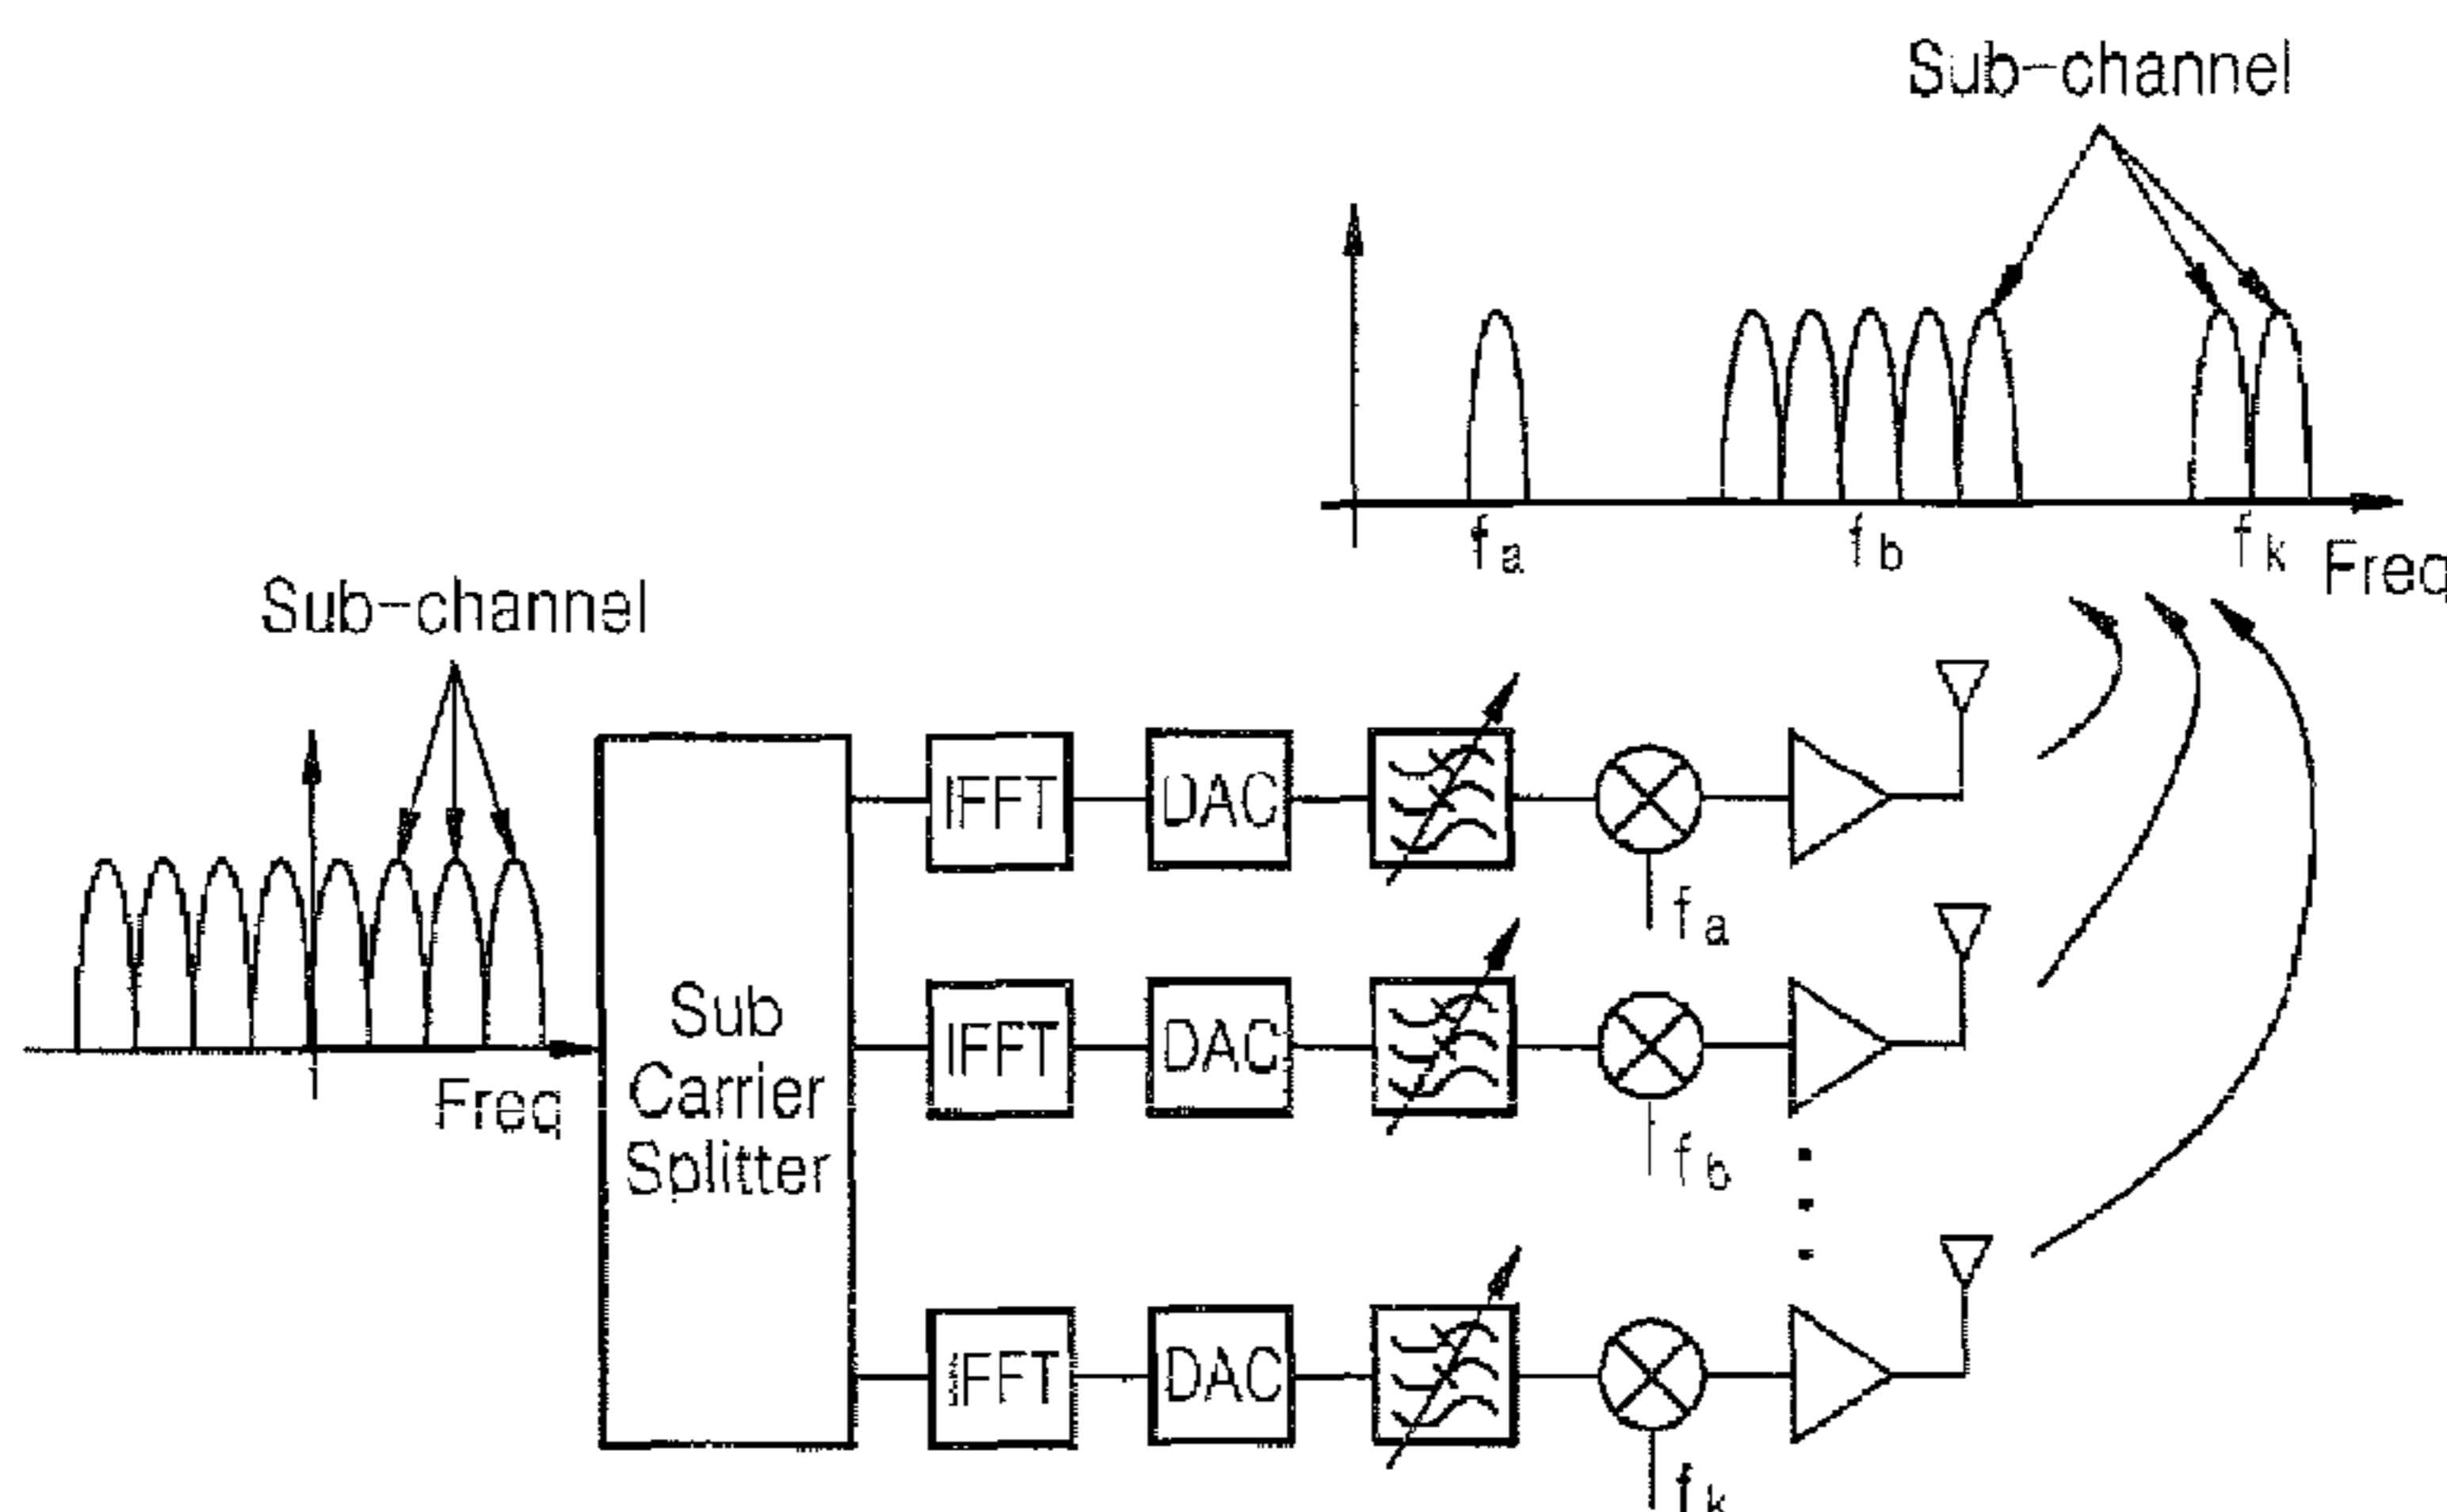 Sub-channel
fa
fb
fk
Freq
Sub-channel
Freq
Sub
Carrier
Splitter
IFFT
DAC
fa
IFFT
DAC
fb
IFFT
DAC
fk